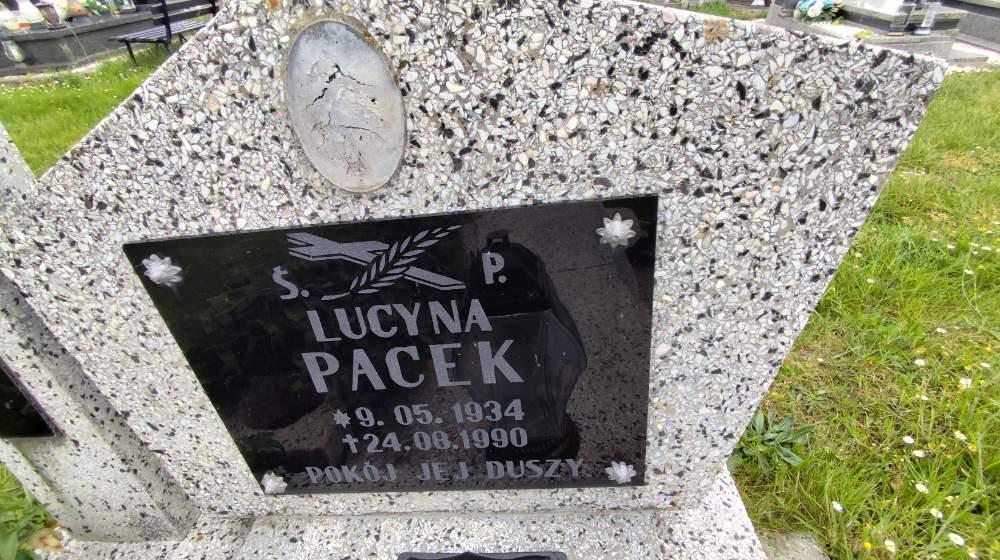 Ś. P.
LUCYNA
PACEK
* 9. 05. 1934
† 24.08.1990
POKÓJ JEJ DUSZY